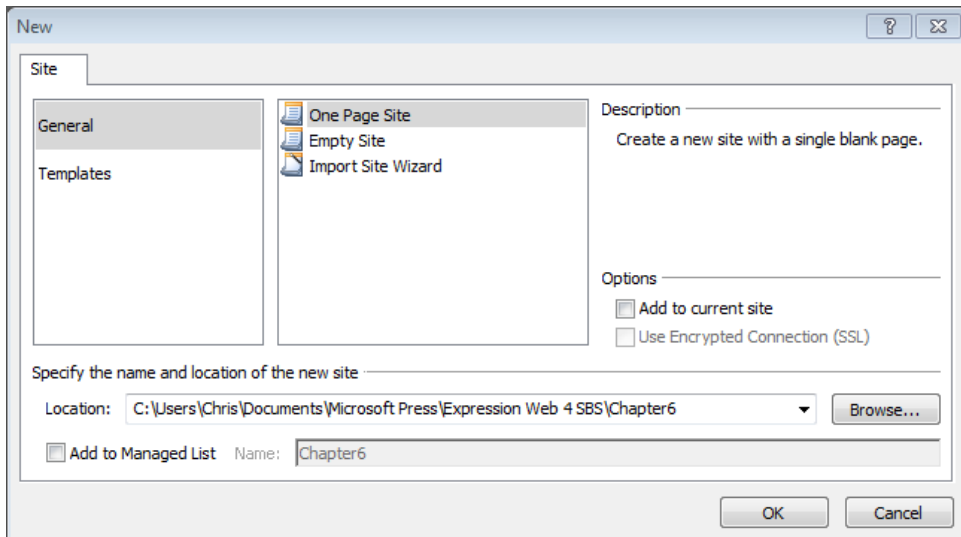 New
Site
General
Templates
One Page Site
Empty Site
Import Site Wizard
Description
Create a new site with a single blank page.
Options
Add to current site
Use Encrypted Connection (SSL)
Specify the name and location of the new site
Location: C:\Users\Chris\Documents\Microsoft Press\Expression Web 4 SBS\Chapter6 Browse...
Add to Managed List Name: Chapter6
OK Cancel